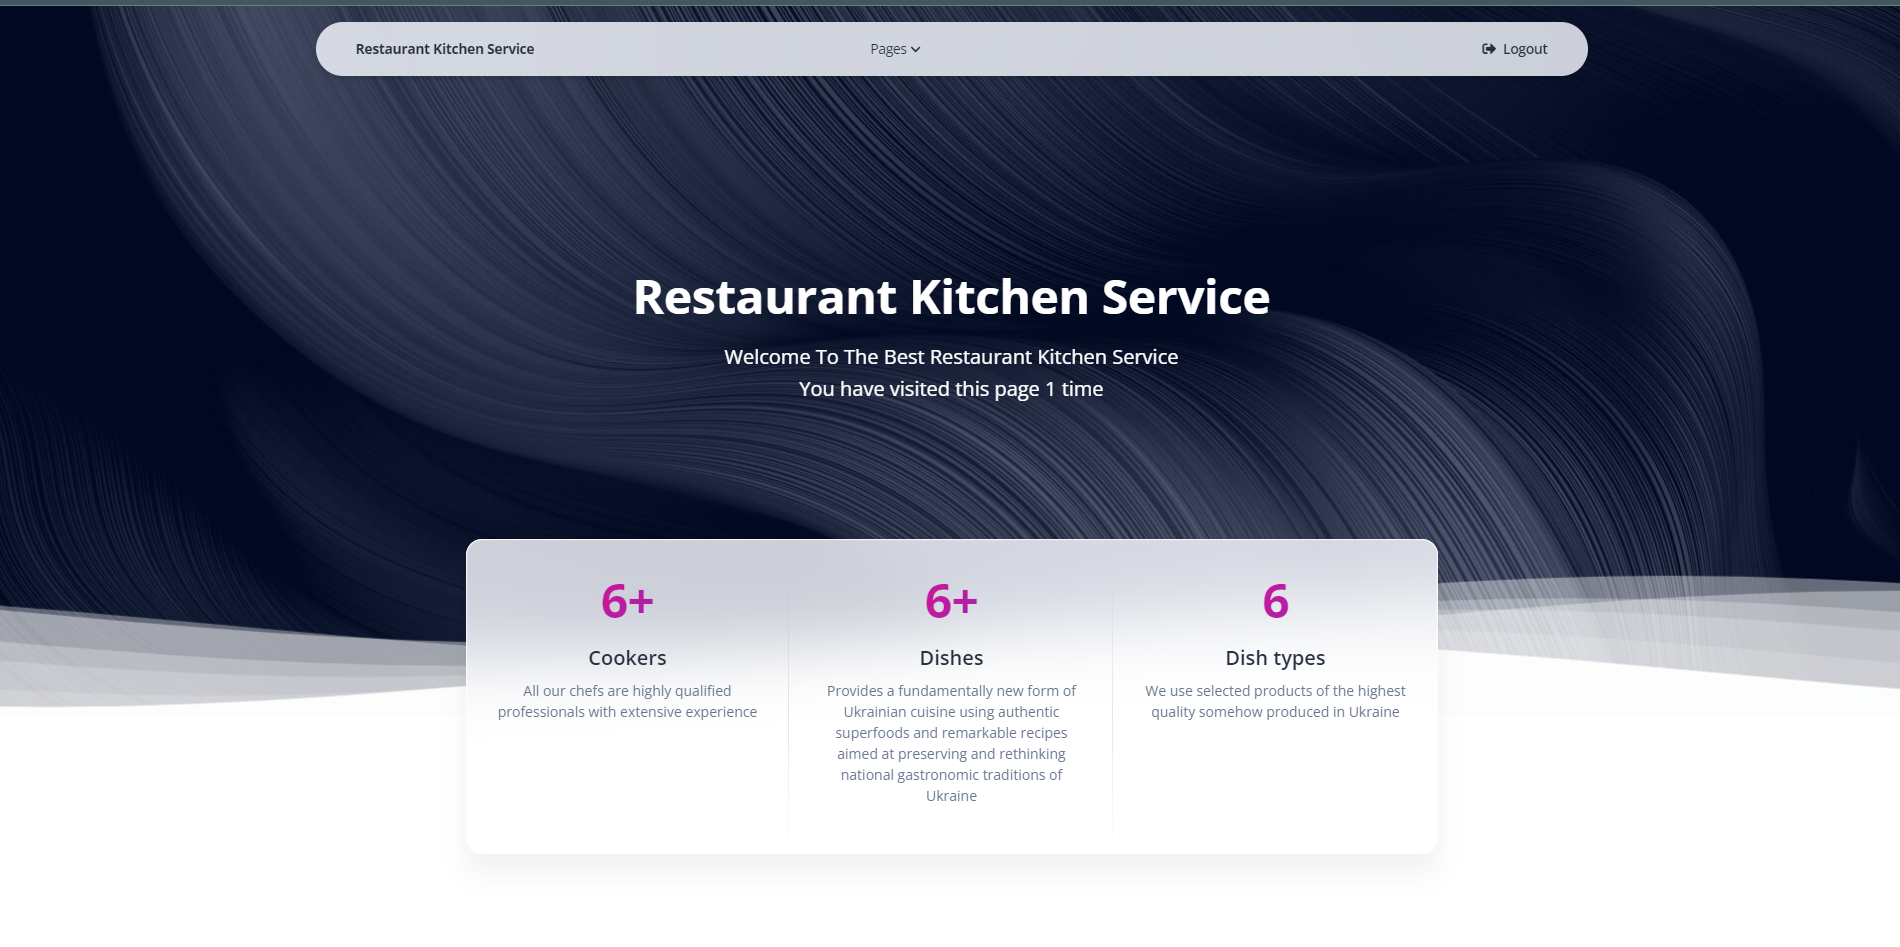 Restaurant Kitchen Service
Pages
Logout
Restaurant Kitchen Service
Welcome To The Best Restaurant Kitchen Service
You have visited this page 1 time
6+
Cookers
All our chefs are highly qualified
professionals with extensive experience
6+
Dishes
Provides a fundamentally new form of
Ukrainian cuisine using authentic
superfoods and remarkable recipes
aimed at preserving and rethinking
national gastronomic traditions of
Ukraine
6
Dish types
We use selected products of the highest
quality somehow produced in Ukraine